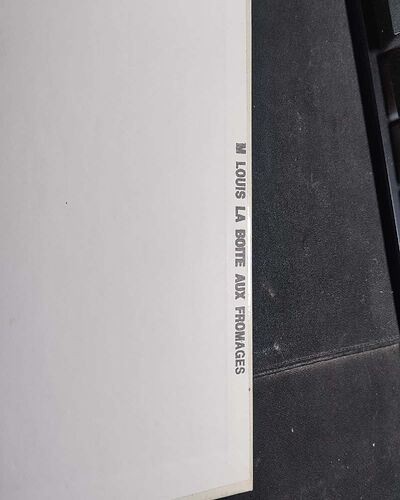 M LOUIS LA BOITE AUX FROMAGES